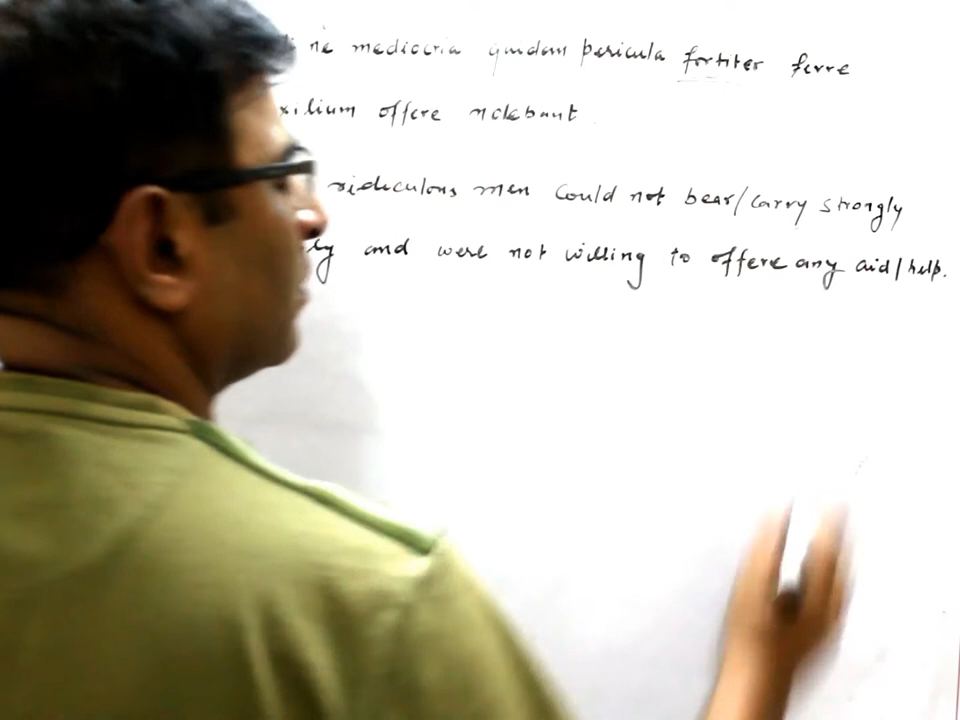 ne mediocria quidam pericula fortiter ferre
xilium offere nolebant
ridiculous men could not bear/carry strongly
ly and were not willing to offere any aid/help.